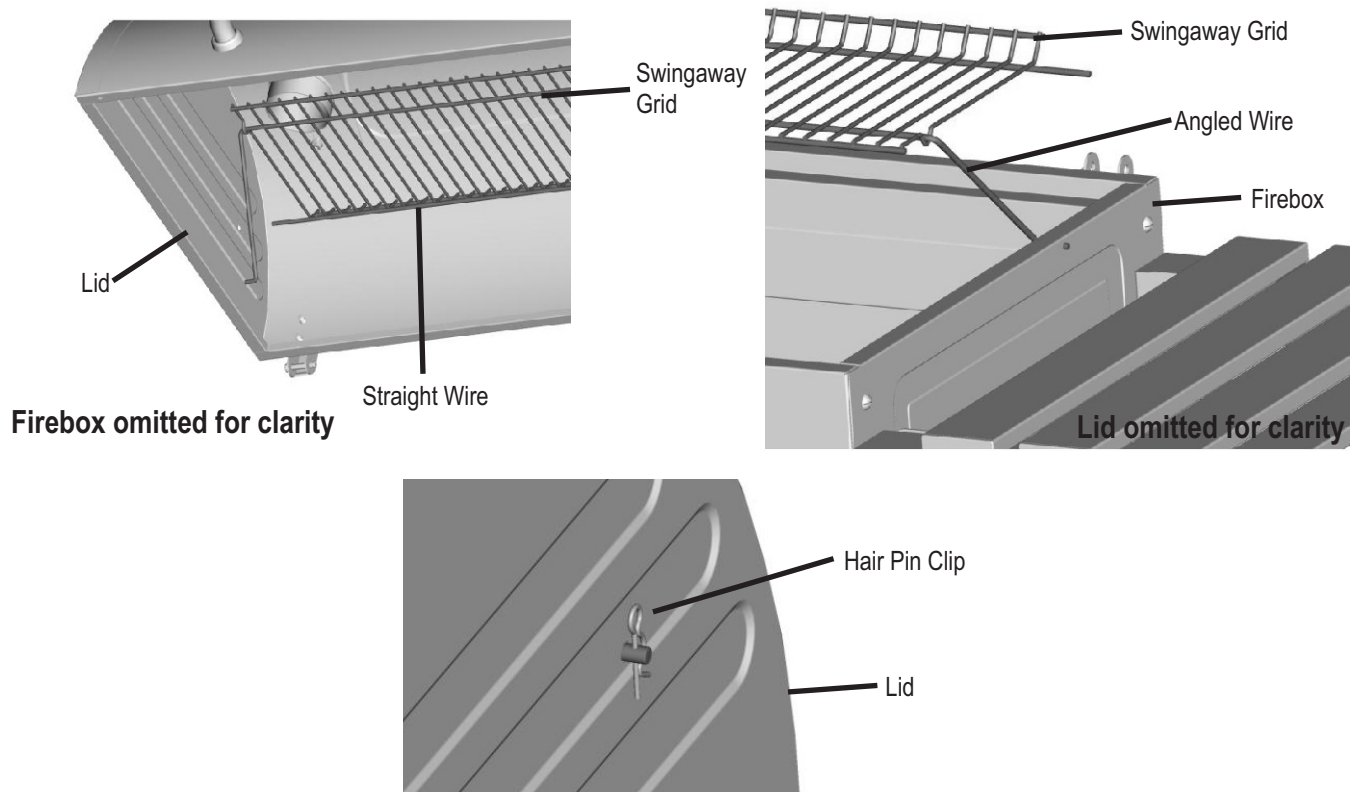 Swingaway
Grid
Lid
Straight Wire
Firebox omitted for clarity
Swingaway Grid
Angled Wire
Firebox
Lid omitted for clarity
Hair Pin Clip
Lid